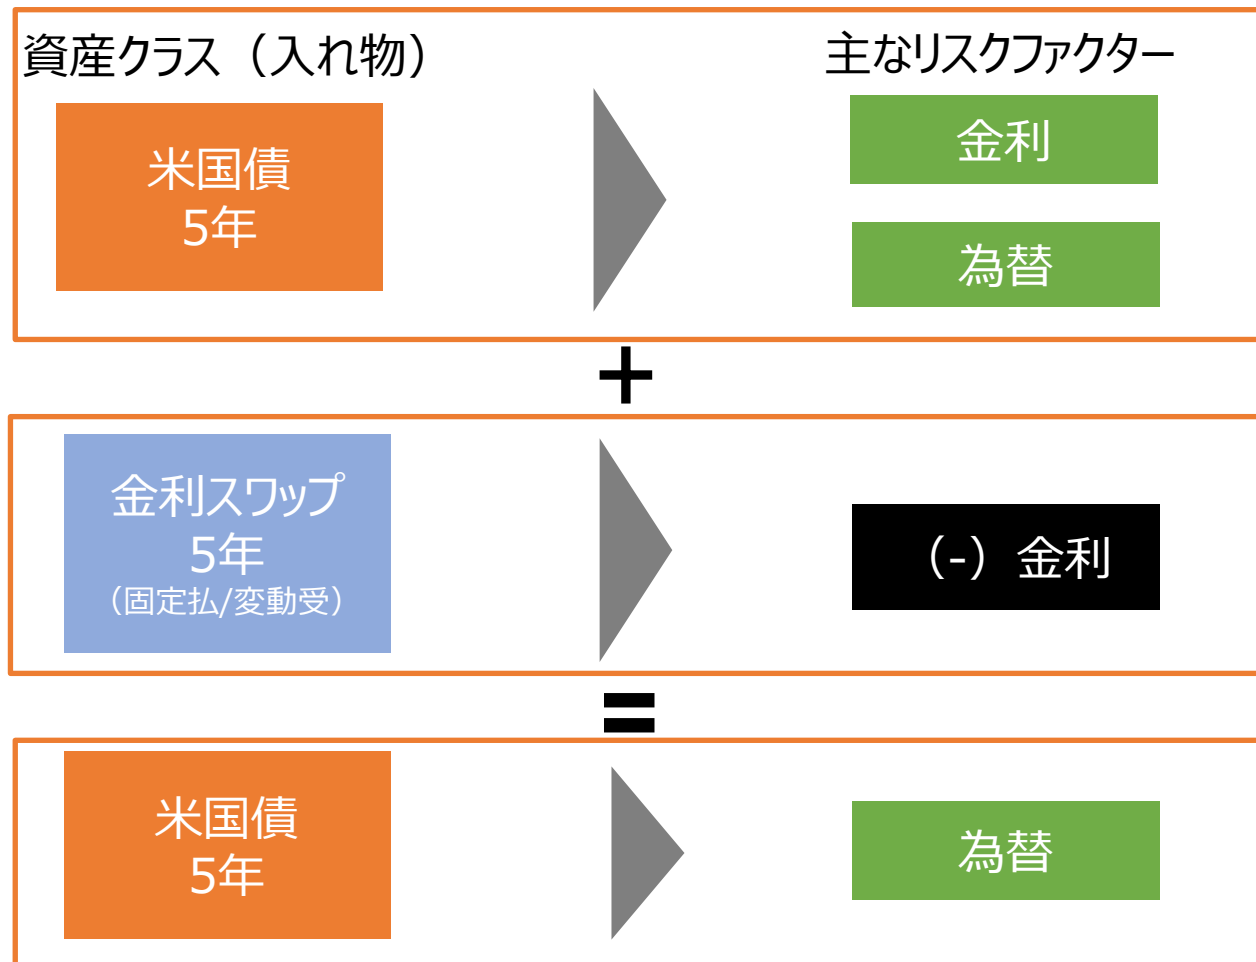 資産クラス（入れ物）
主なリスクファクター
米国債
5年
金利
為替
+
金利スワップ
5年
（固定払/変動受）
（-）金利
=
米国債
5年
為替